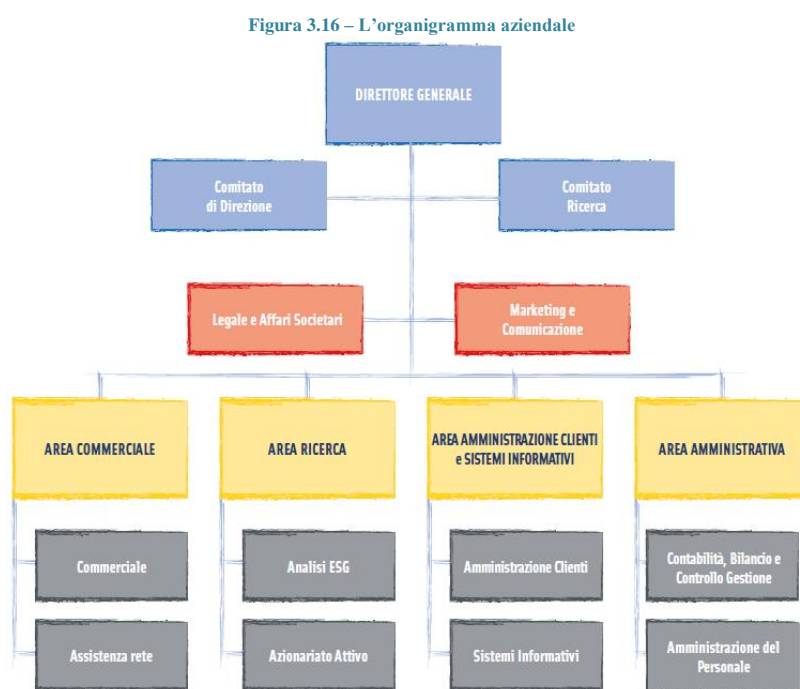 Figura 3.16 – L’organigramma aziendale
DIRETTORE GENERALE
Comitato
di Direzione
Comitato
Ricerca
Legale e Affari Societari
Marketing e
Comunicazione
AREA COMMERCIALE
AREA RICERCA
AREA AMMINISTRAZIONE CLIENTI
e SISTEMI INFORMATIVI
AREA AMMINISTRATIVA
Commerciale
Analisi ESG
Amministrazione Clienti
Contabilità, Bilancio e
Controllo Gestione
Assistenza rete
Azionariato Attivo
Sistemi Informativi
Amministrazione del
Personale